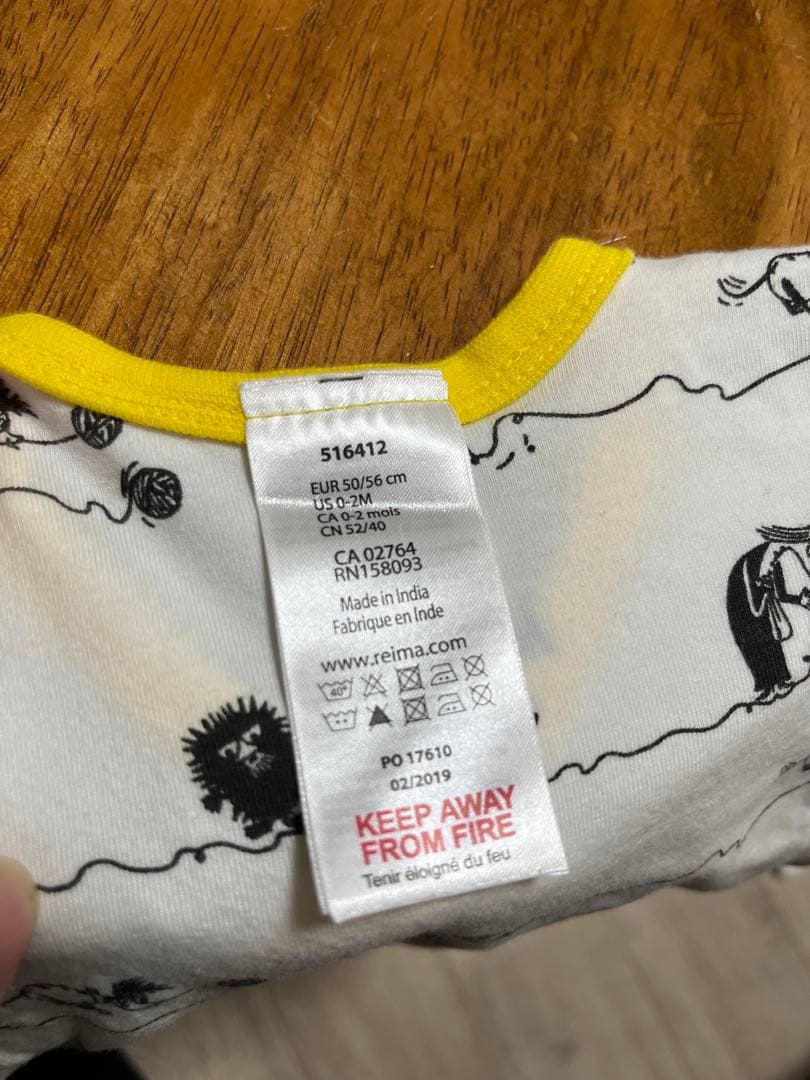 516412
EUR 50/56 cm
US 0-2M
CA 0-2 mois
CN 52/40
CA 02764
RN158093
Made in India
Fabrique en Inde
www.reima.com
40°
PO 17610
02/2019
KEEP AWAY
FROM FIRE
Tenir éloigné du feu